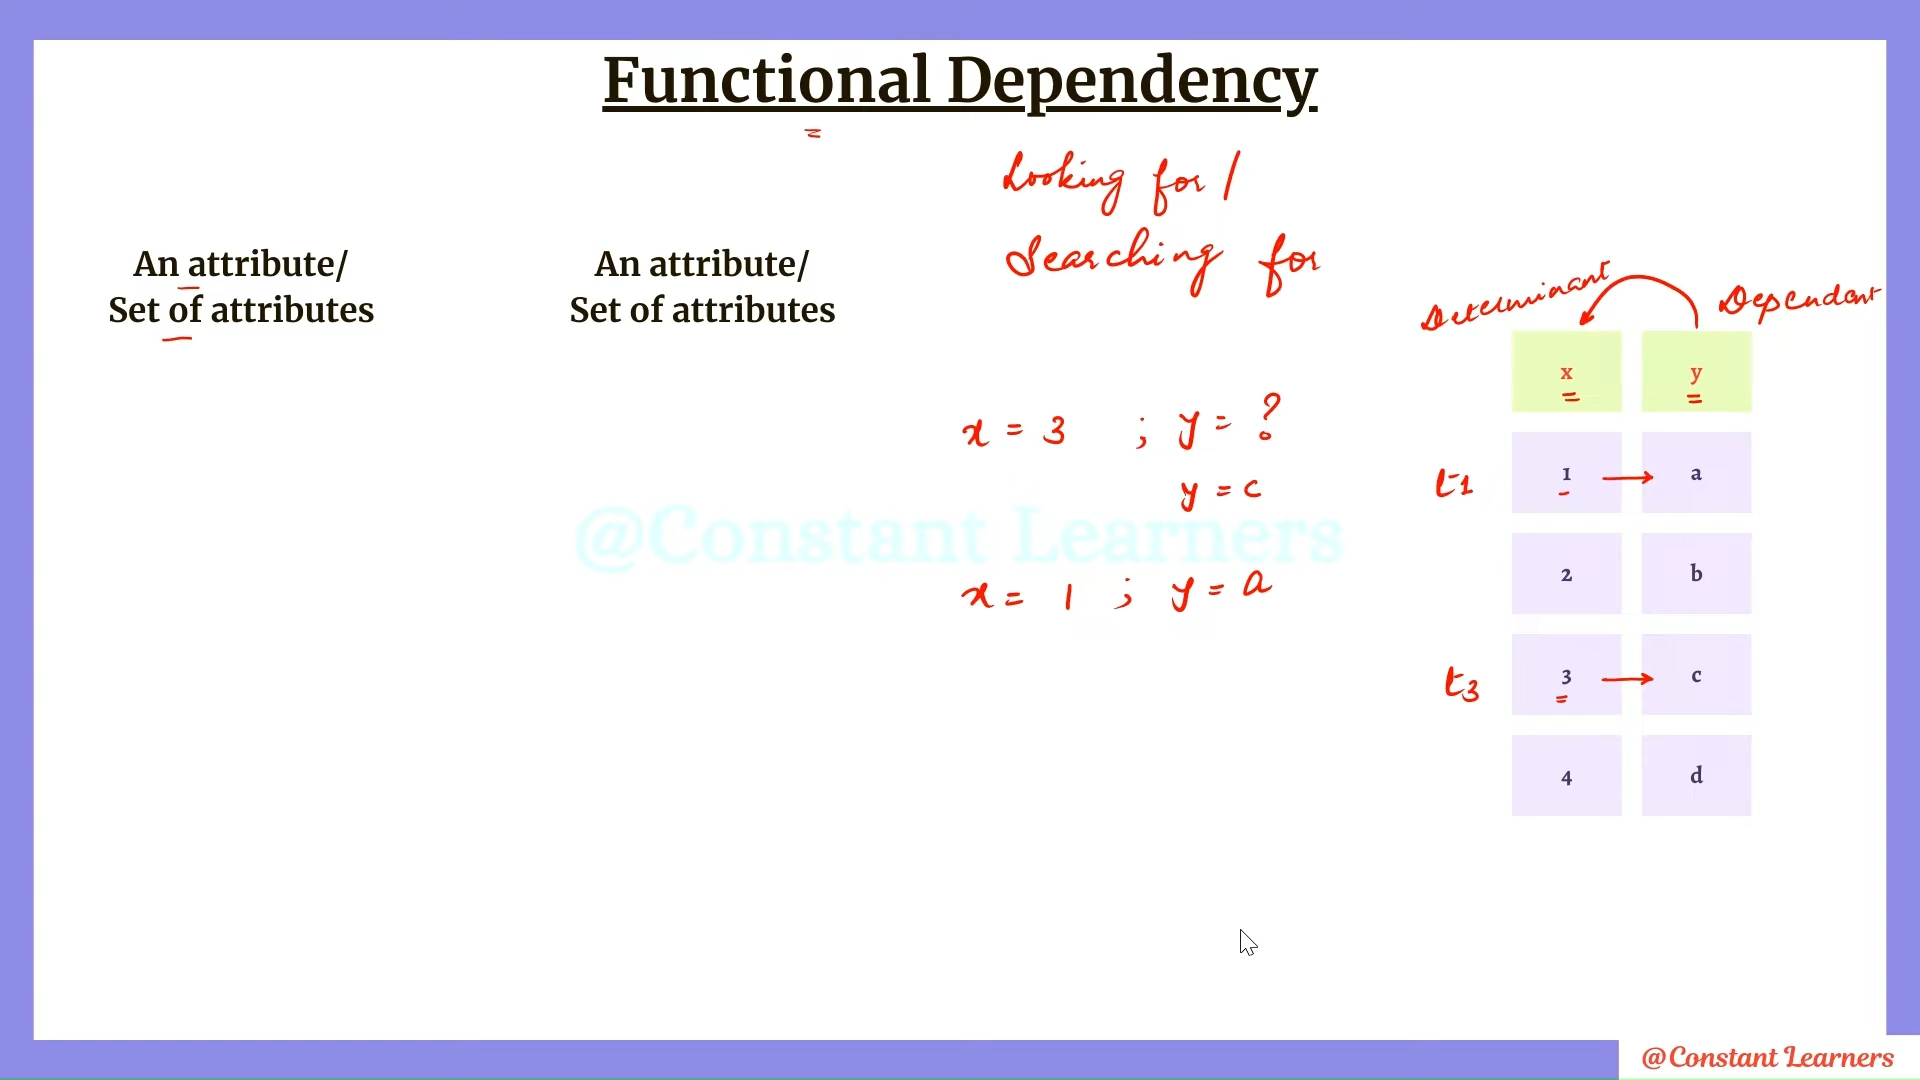 Functional Dependency
Looking for /
Searching for
An attribute/
Set of attributes
An attribute/
Set of attributes
Determinant
Dependent
x y
x = 3 ; y = ?
y = c
x = 1 ; y = a
t1 1 → a
2 b
t3 3 → c
4 d
@Constant Learners
@Constant Learners